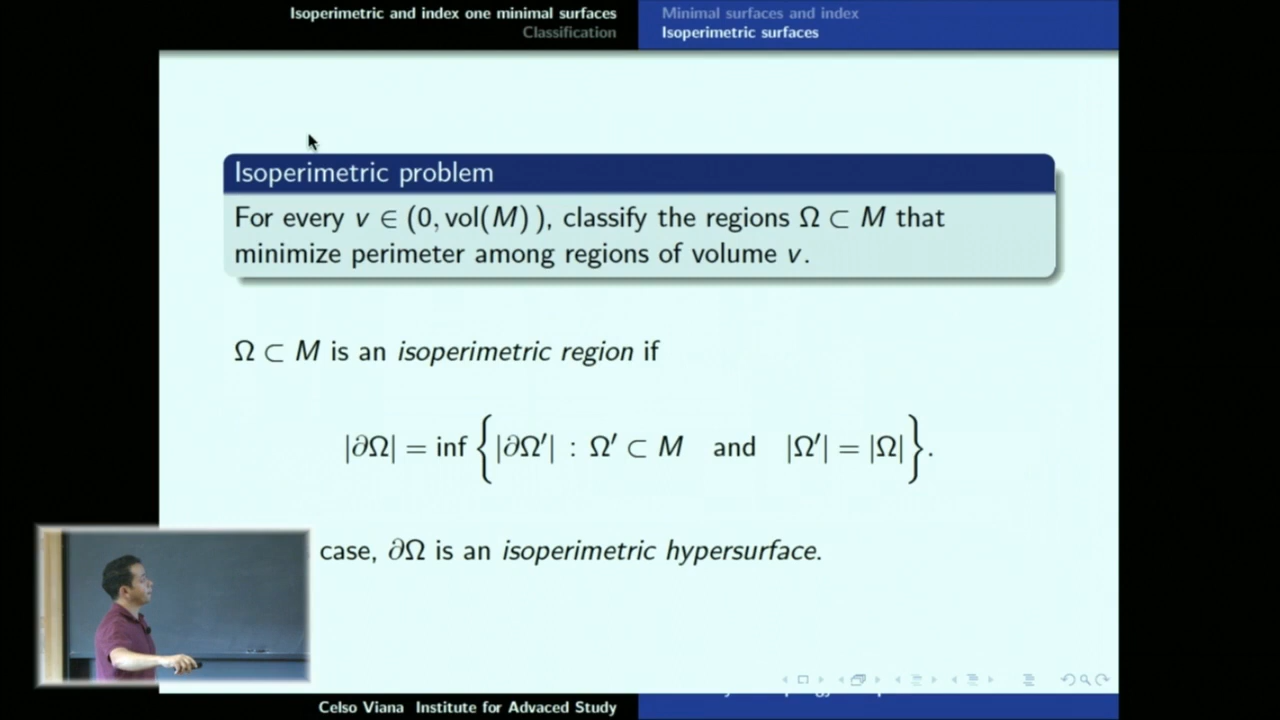 Isoperimetric and index one minimal surfaces
Classification
Minimal surfaces and index
Isoperimetric surfaces
Isoperimetric problem
For every v ∈ (0, vol(M) ), classify the regions Ω ⊂ M that
minimize perimeter among regions of volume v.
Ω ⊂ M is an isoperimetric region if
|∂Ω| = inf { |∂Ω′| : Ω′ ⊂ M and |Ω′| = |Ω| }.
case, ∂Ω is an isoperimetric hypersurface.
Celso Viana Institute for Advaced Study